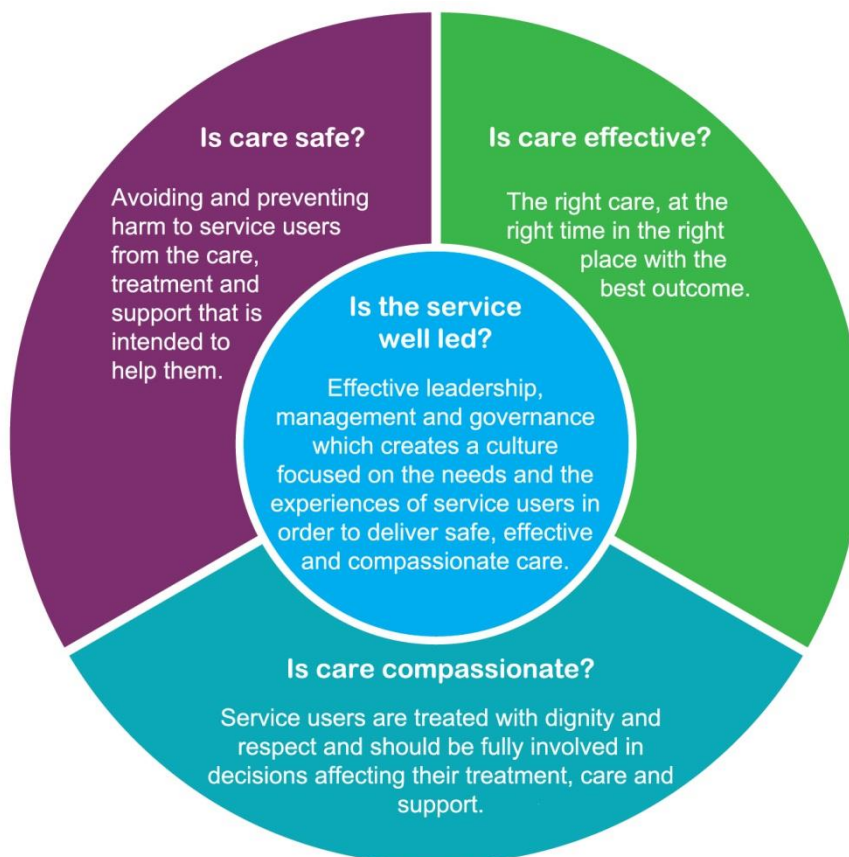 Is care safe?
Avoiding and preventing
harm to service users
from the care,
treatment and
support that is
intended to
help them.
Is care effective?
The right care, at the
right time in the right
place with the
best outcome.
Is the service
well led?
Effective leadership,
management and governance
which creates a culture
focused on the needs and the
experiences of service users in
order to deliver safe, effective
and compassionate care.
Is care compassionate?
Service users are treated with dignity and
respect and should be fully involved in
decisions affecting their treatment, care and
support.